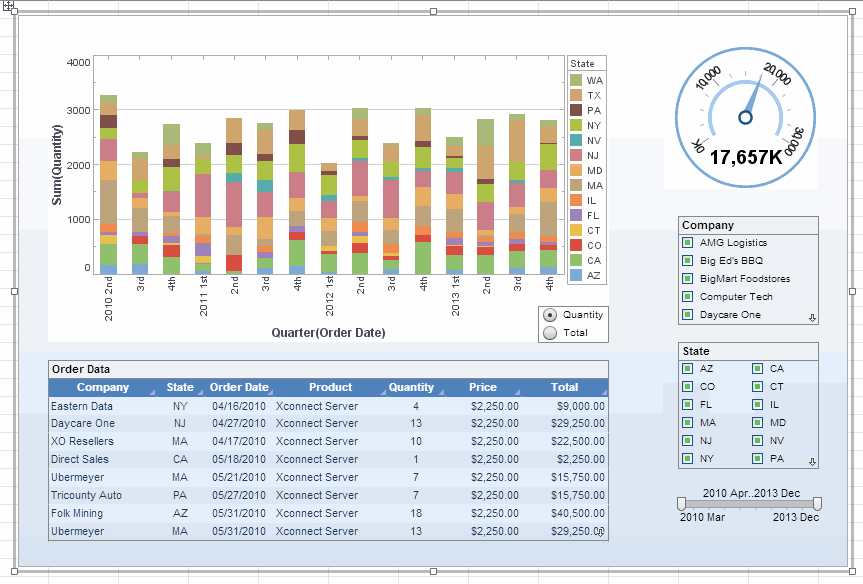 4000
3000
2000
1000
0
Sum(Quantity)
2010 2nd
3rd
4th
2011 1st
2nd
3rd
4th
2012 1st
2nd
3rd
4th
2013 1st
2nd
3rd
4th
Quarter(Order Date)
State
WA
TX
PA
NY
NV
NJ
MD
MA
IL
FL
CT
CO
CA
AZ
Quantity
Total
0K
10,000
20,000
30,000
17,657K
Company
AMG Logistics
Big Ed's BBQ
BigMart Foodstores
Computer Tech
Daycare One
State
AZ CA
CO CT
FL IL
MA MD
NJ NV
NY PA
2010 Apr..2013 Dec
2010 Mar 2013 Dec
Order Data
Company State Order Date Product Quantity Price Total
Eastern Data NY 04/16/2010 Xconnect Server 4 $2,250.00 $9,000.00
Daycare One NJ 04/27/2010 Xconnect Server 13 $2,250.00 $29,250.00
XO Resellers MA 04/17/2010 Xconnect Server 10 $2,250.00 $22,500.00
Direct Sales CA 05/18/2010 Xconnect Server 1 $2,250.00 $2,250.00
Ubermeyer MA 05/21/2010 Xconnect Server 7 $2,250.00 $15,750.00
Tricounty Auto PA 05/27/2010 Xconnect Server 7 $2,250.00 $15,750.00
Folk Mining AZ 05/31/2010 Xconnect Server 18 $2,250.00 $40,500.00
Ubermeyer MA 05/31/2010 Xconnect Server 13 $2,250.00 $29,250.00